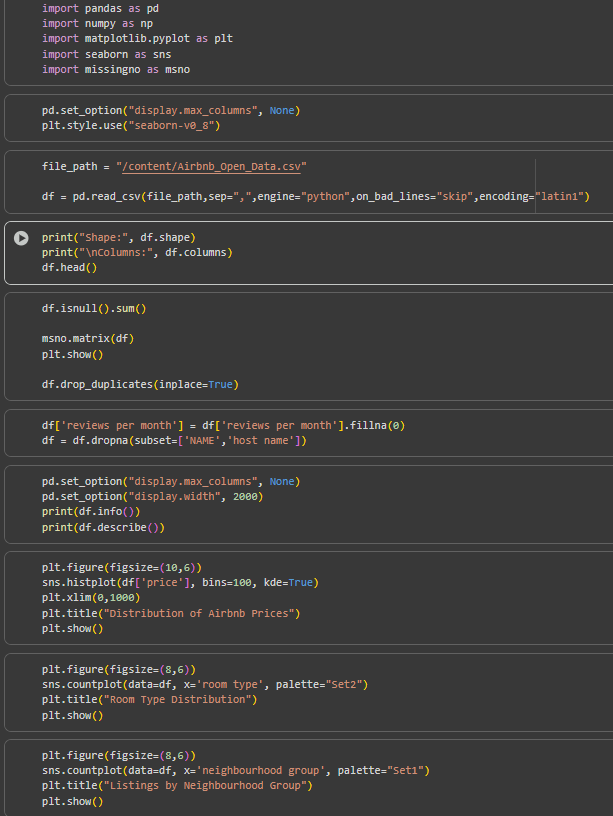 import pandas as pd
import numpy as np
import matplotlib.pyplot as plt
import seaborn as sns
import missingno as msno
pd.set_option("display.max_columns", None)
plt.style.use("seaborn-v0_8")
file_path = "/content/Airbnb_Open_Data.csv"
df = pd.read_csv(file_path,sep=",",engine="python",on_bad_lines="skip",encoding="latin1")
print("Shape:", df.shape)
print("\nColumns:", df.columns)
df.head()
df.isnull().sum()
msno.matrix(df)
plt.show()
df.drop_duplicates(inplace=True)
df['reviews per month'] = df['reviews per month'].fillna(0)
df = df.dropna(subset=['NAME','host name'])
pd.set_option("display.max_columns", None)
pd.set_option("display.width", 2000)
print(df.info())
print(df.describe())
plt.figure(figsize=(10,6))
sns.histplot(df['price'], bins=100, kde=True)
plt.xlim(0,1000)
plt.title("Distribution of Airbnb Prices")
plt.show()
plt.figure(figsize=(8,6))
sns.countplot(data=df, x='room type', palette="Set2")
plt.title("Room Type Distribution")
plt.show()
plt.figure(figsize=(8,6))
sns.countplot(data=df, x='neighbourhood group', palette="Set1")
plt.title("Listings by Neighbourhood Group")
plt.show()